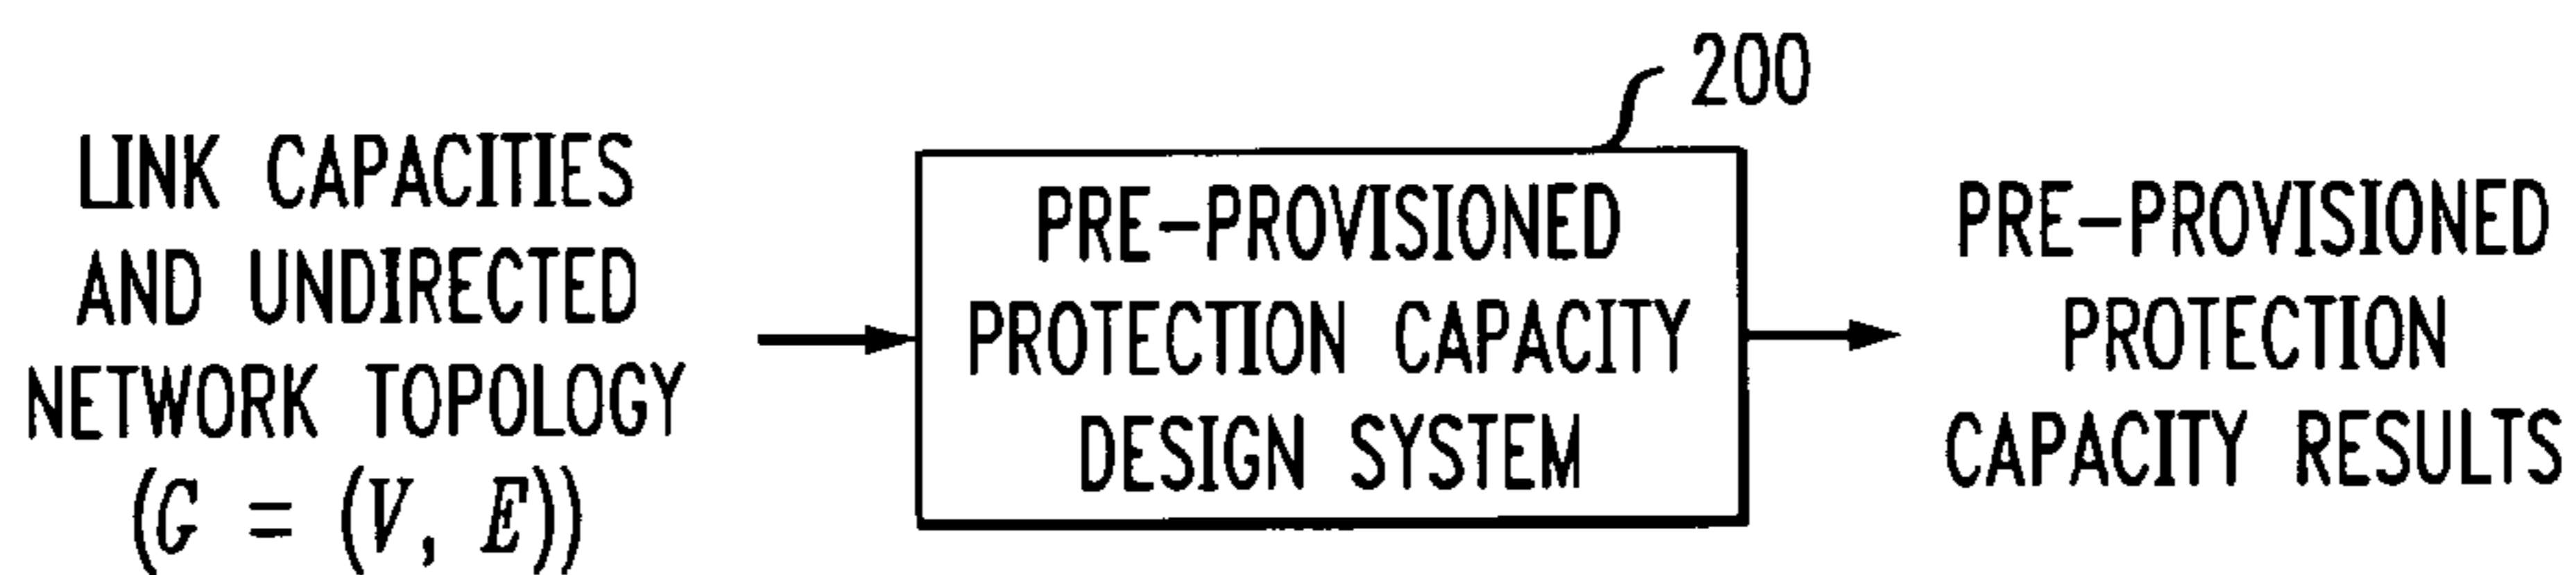 200
LINK CAPACITIES
AND UNDIRECTED
NETWORK TOPOLOGY
(G = (V, E))
PRE-PROVISIONED
PROTECTION CAPACITY
DESIGN SYSTEM
PRE-PROVISIONED
PROTECTION
CAPACITY RESULTS